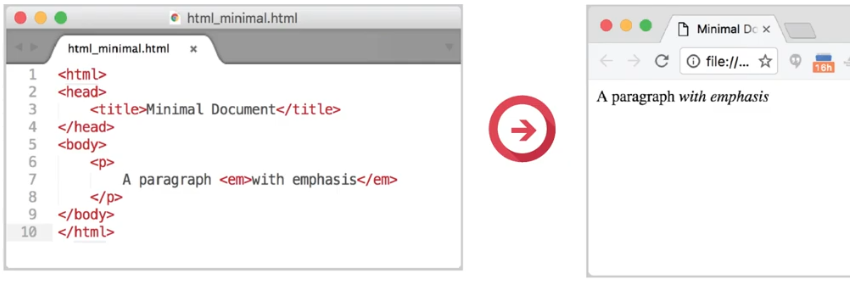 html_minimal.html
html_minimal.html ×
1 <html>
2 <head>
3     <title>Minimal Document</title>
4 </head>
5 <body>
6     <p>
7         A paragraph <em>with emphasis</em>
8     </p>
9 </body>
10 </html>
Minimal Do ×
file://...
16h
A paragraph with emphasis